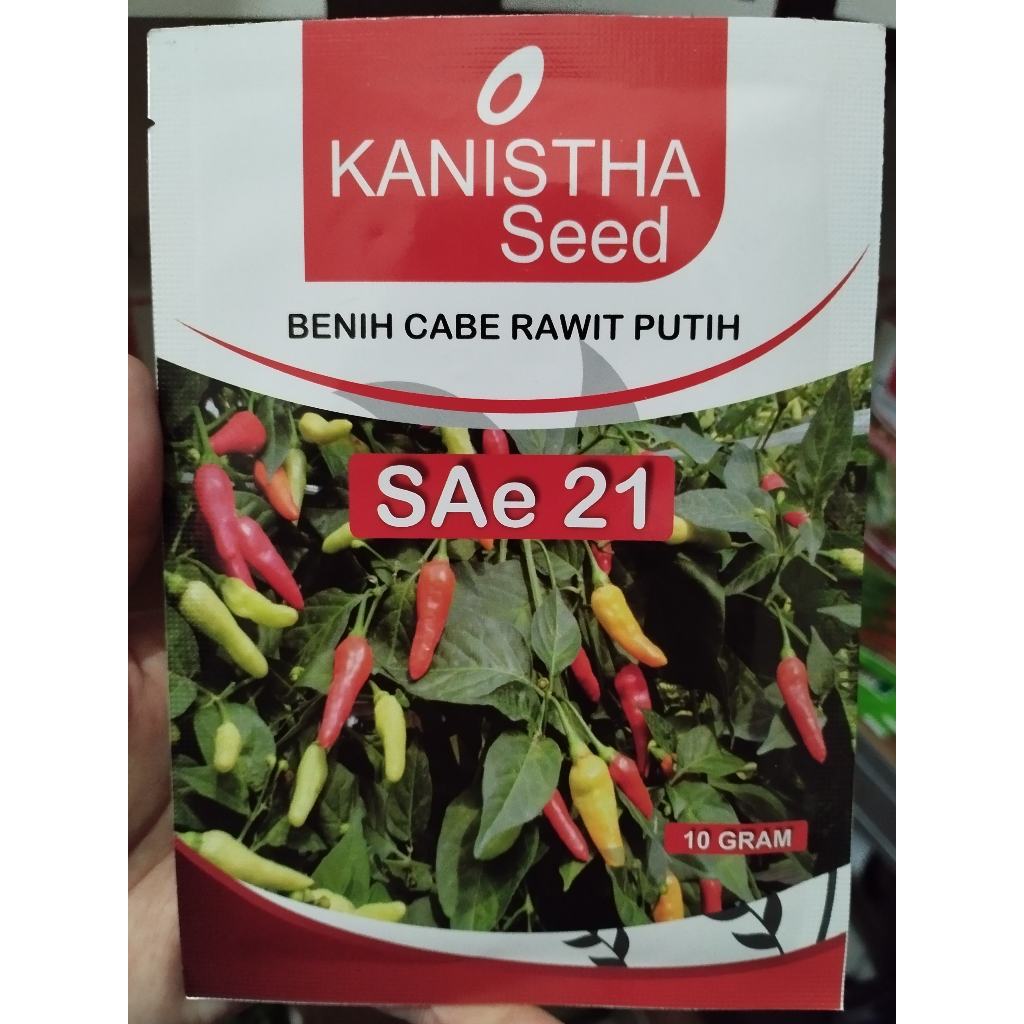 KANISTHA
Seed
BENIH CABE RAWIT PUTIH
SAe 21
10 GRAM